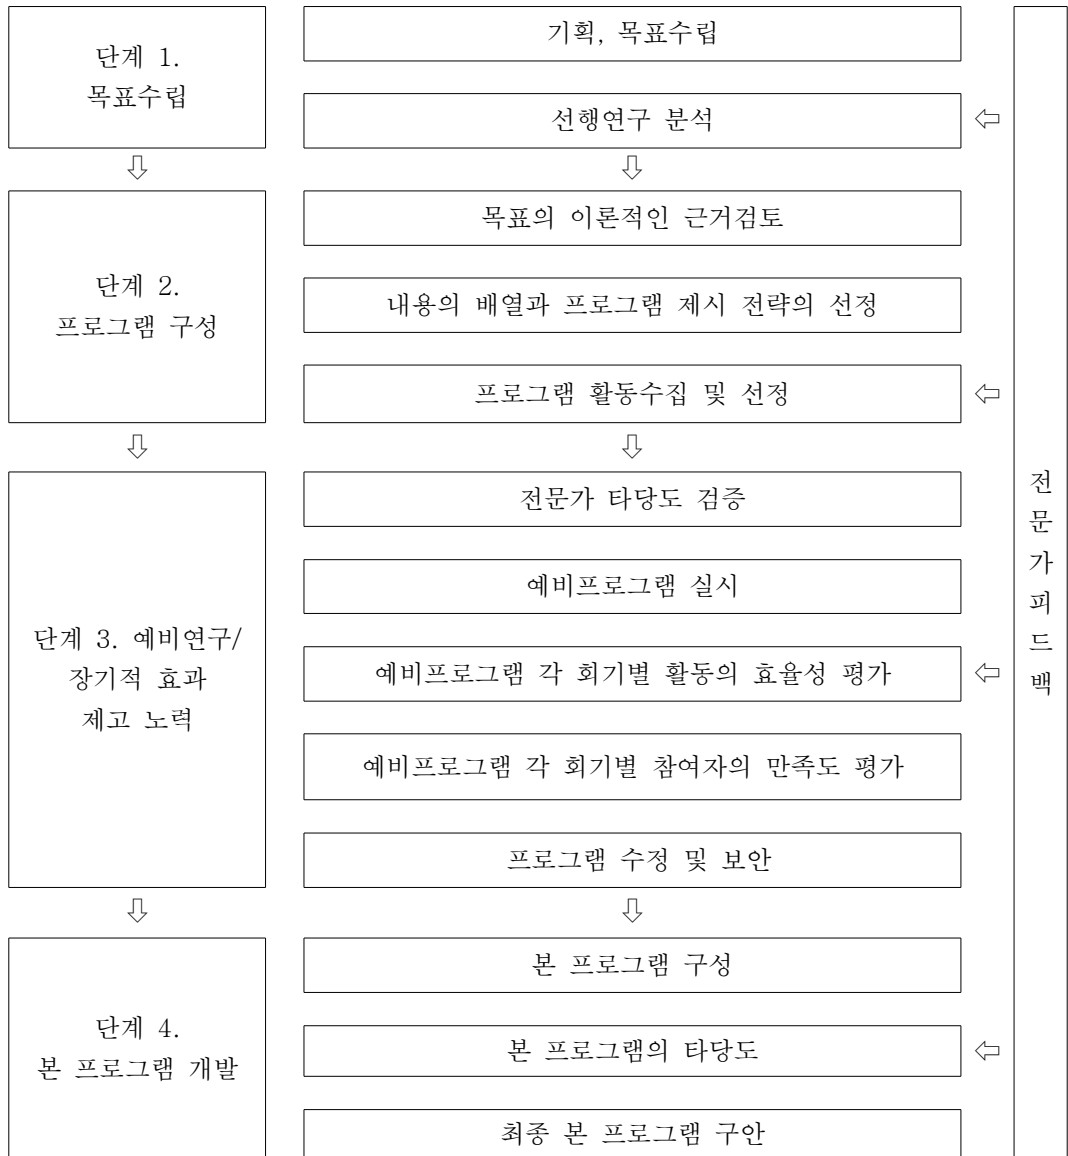 단계 1.
목표수립
기획, 목표수립
선행연구 분석
⇦
⇩
⇩
단계 2.
프로그램 구성
목표의 이론적인 근거검토
내용의 배열과 프로그램 제시 전략의 선정
프로그램 활동수집 및 선정
⇦
⇩
⇩
단계 3. 예비연구/
장기적 효과
제고 노력
전문가 타당도 검증
예비프로그램 실시
예비프로그램 각 회기별 활동의 효율성 평가
⇦
예비프로그램 각 회기별 참여자의 만족도 평가
프로그램 수정 및 보안
⇩
⇩
단계 4.
본 프로그램 개발
본 프로그램 구성
본 프로그램의 타당도
⇦
최종 본 프로그램 구안
전
문
가
피
드
백